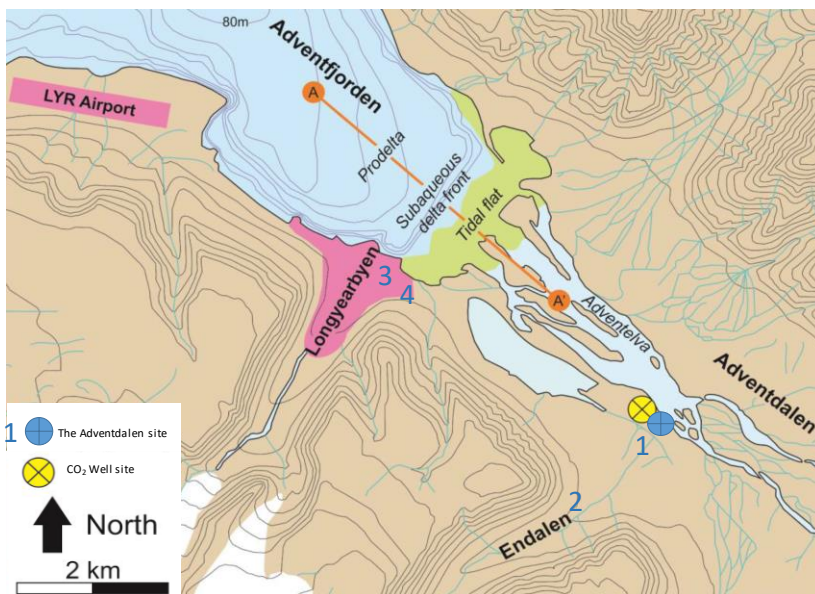 80m
Adventfjorden
LYR Airport
A
Prodelta
Subaqueous
delta front
Tidal flat
3
4
Longyearbyen
A'
Adventelva
Adventdalen
1 The Adventdalen site
1
CO₂ Well site
2
Endalen
North
2 km